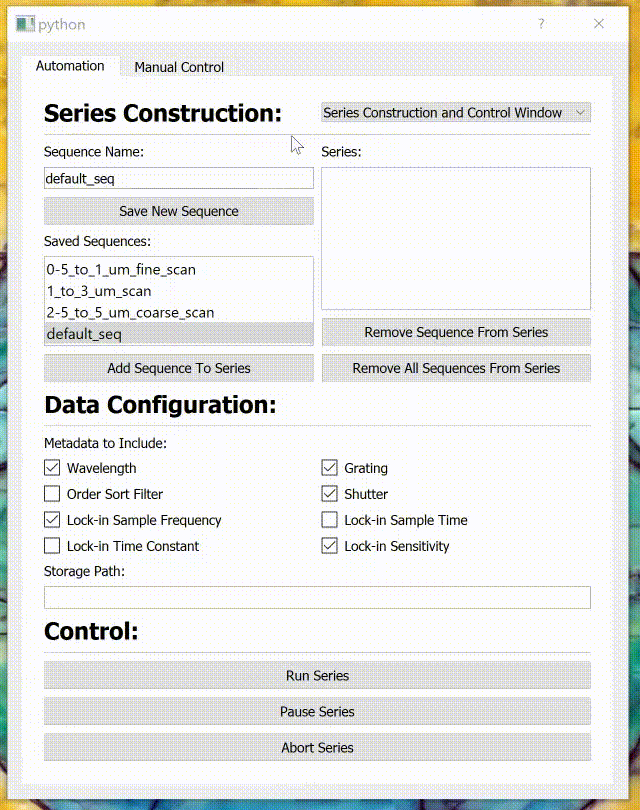 python
?
Automation
Manual Control
Series Construction:
Series Construction and Control Window
Sequence Name:
default_seq
Save New Sequence
Saved Sequences:
0-5_to_1_um_fine_scan
1_to_3_um_scan
2-5_to_5_um_coarse_scan
default_seq
Add Sequence To Series
Series:
Remove Sequence From Series
Remove All Sequences From Series
Data Configuration:
Metadata to Include:
Wavelength
Grating
Order Sort Filter
Shutter
Lock-in Sample Frequency
Lock-in Sample Time
Lock-in Time Constant
Lock-in Sensitivity
Storage Path:
Control:
Run Series
Pause Series
Abort Series